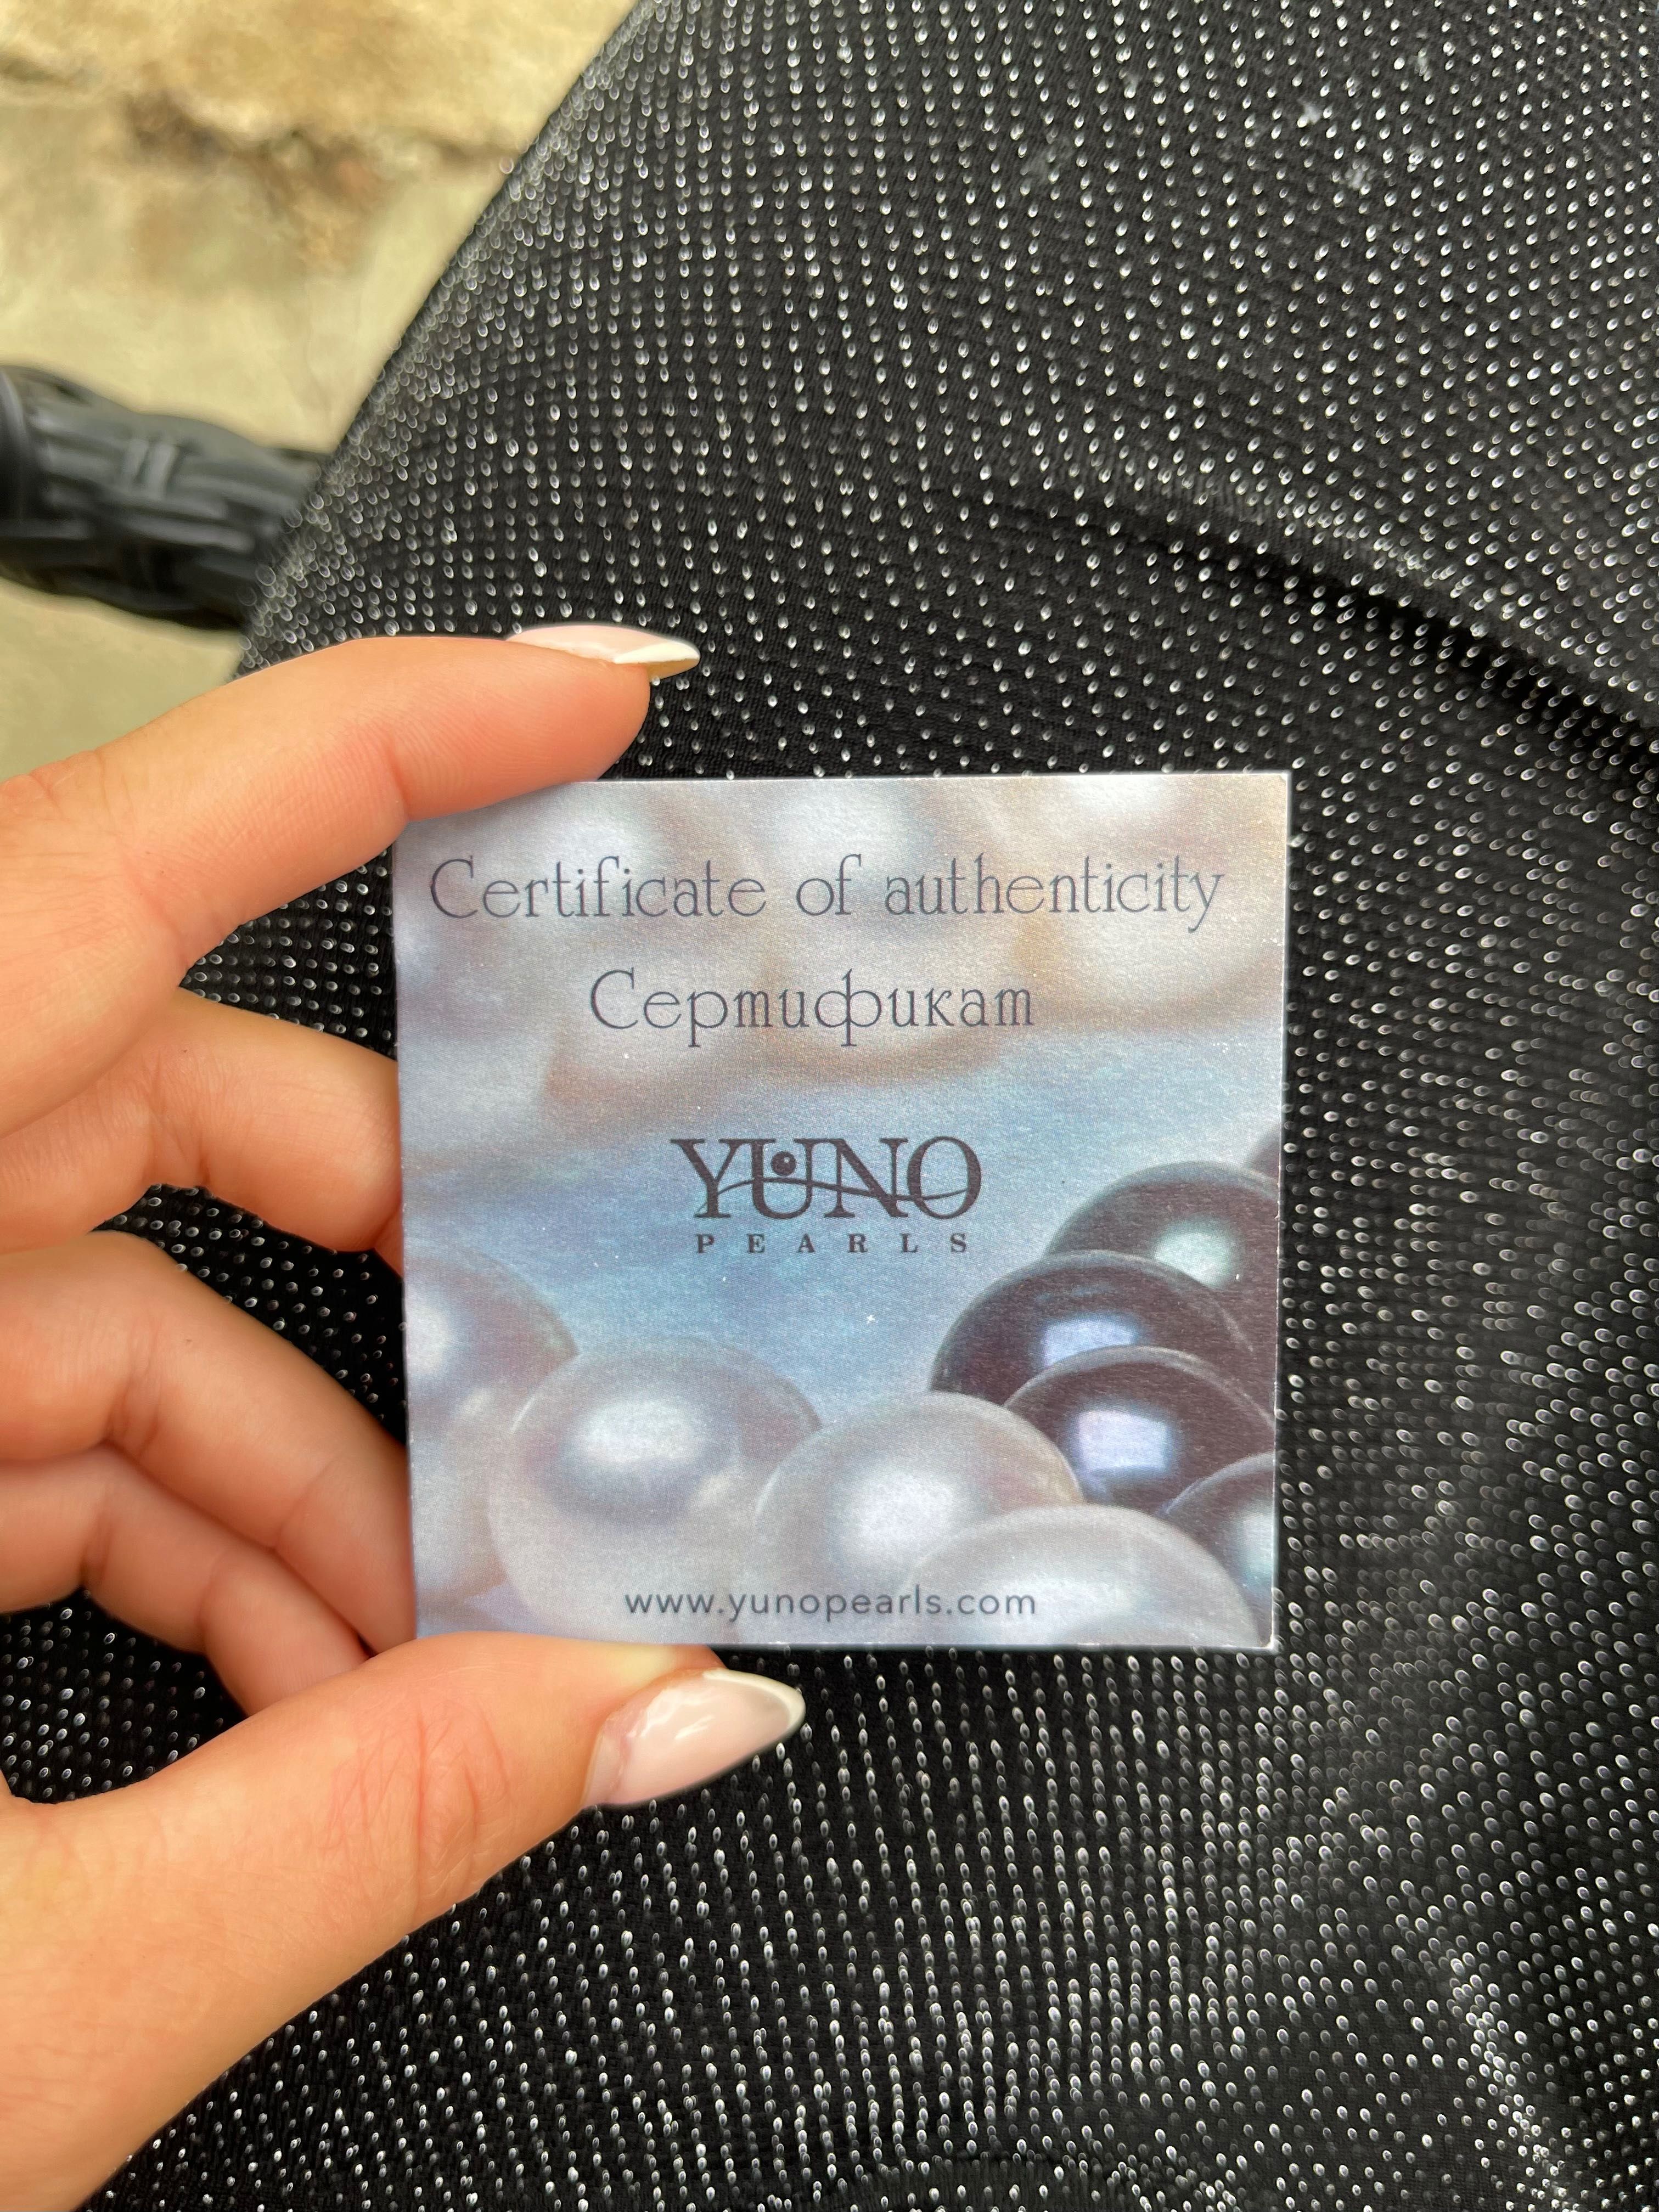 Certificate of authenticity
Сертификат
YUNO
PEARLS
www.yunopearls.com